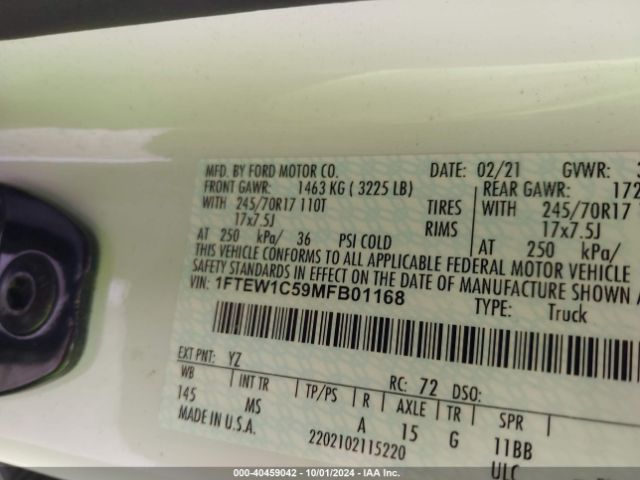 MFD. BY FORD MOTOR CO. DATE: 02/21 GVWR: 3
FRONT GAWR: 1463 KG ( 3225 LB) REAR GAWR: 172
WITH 245/70R17 110T TIRES WITH 245/70R17
17x7.5J RIMS 17x7.5J
AT 250 kPa/ 36 PSI COLD AT 250 kPa/
THIS VEHICLE CONFORMS TO ALL APPLICABLE FEDERAL MOTOR VEHICLE
SAFETY STANDARDS IN EFFECT ON THE DATE OF MANUFACTURE SHOWN
VIN: 1FTEW1C59MFB01168
TYPE: Truck
EXT PNT: YZ RC: 72 DSO:
WB INT TR TP/PS R AXLE TR SPR
145 MS A 15 G 11BB
MADE IN U.S.A. 2202102115220 ULC
000-40459042 - 10/01/2024 - IAA Inc.